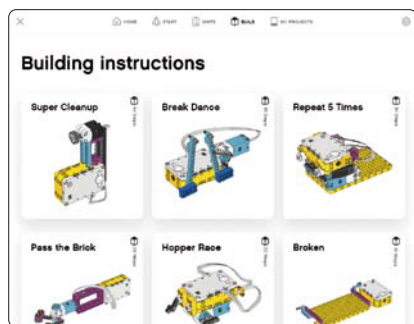 HOME START UNITS BUILD MY PROJECTS
Building instructions
Super Cleanup
Break Dance
Repeat 5 Times
Pass the Brick
Hopper Race
Broken